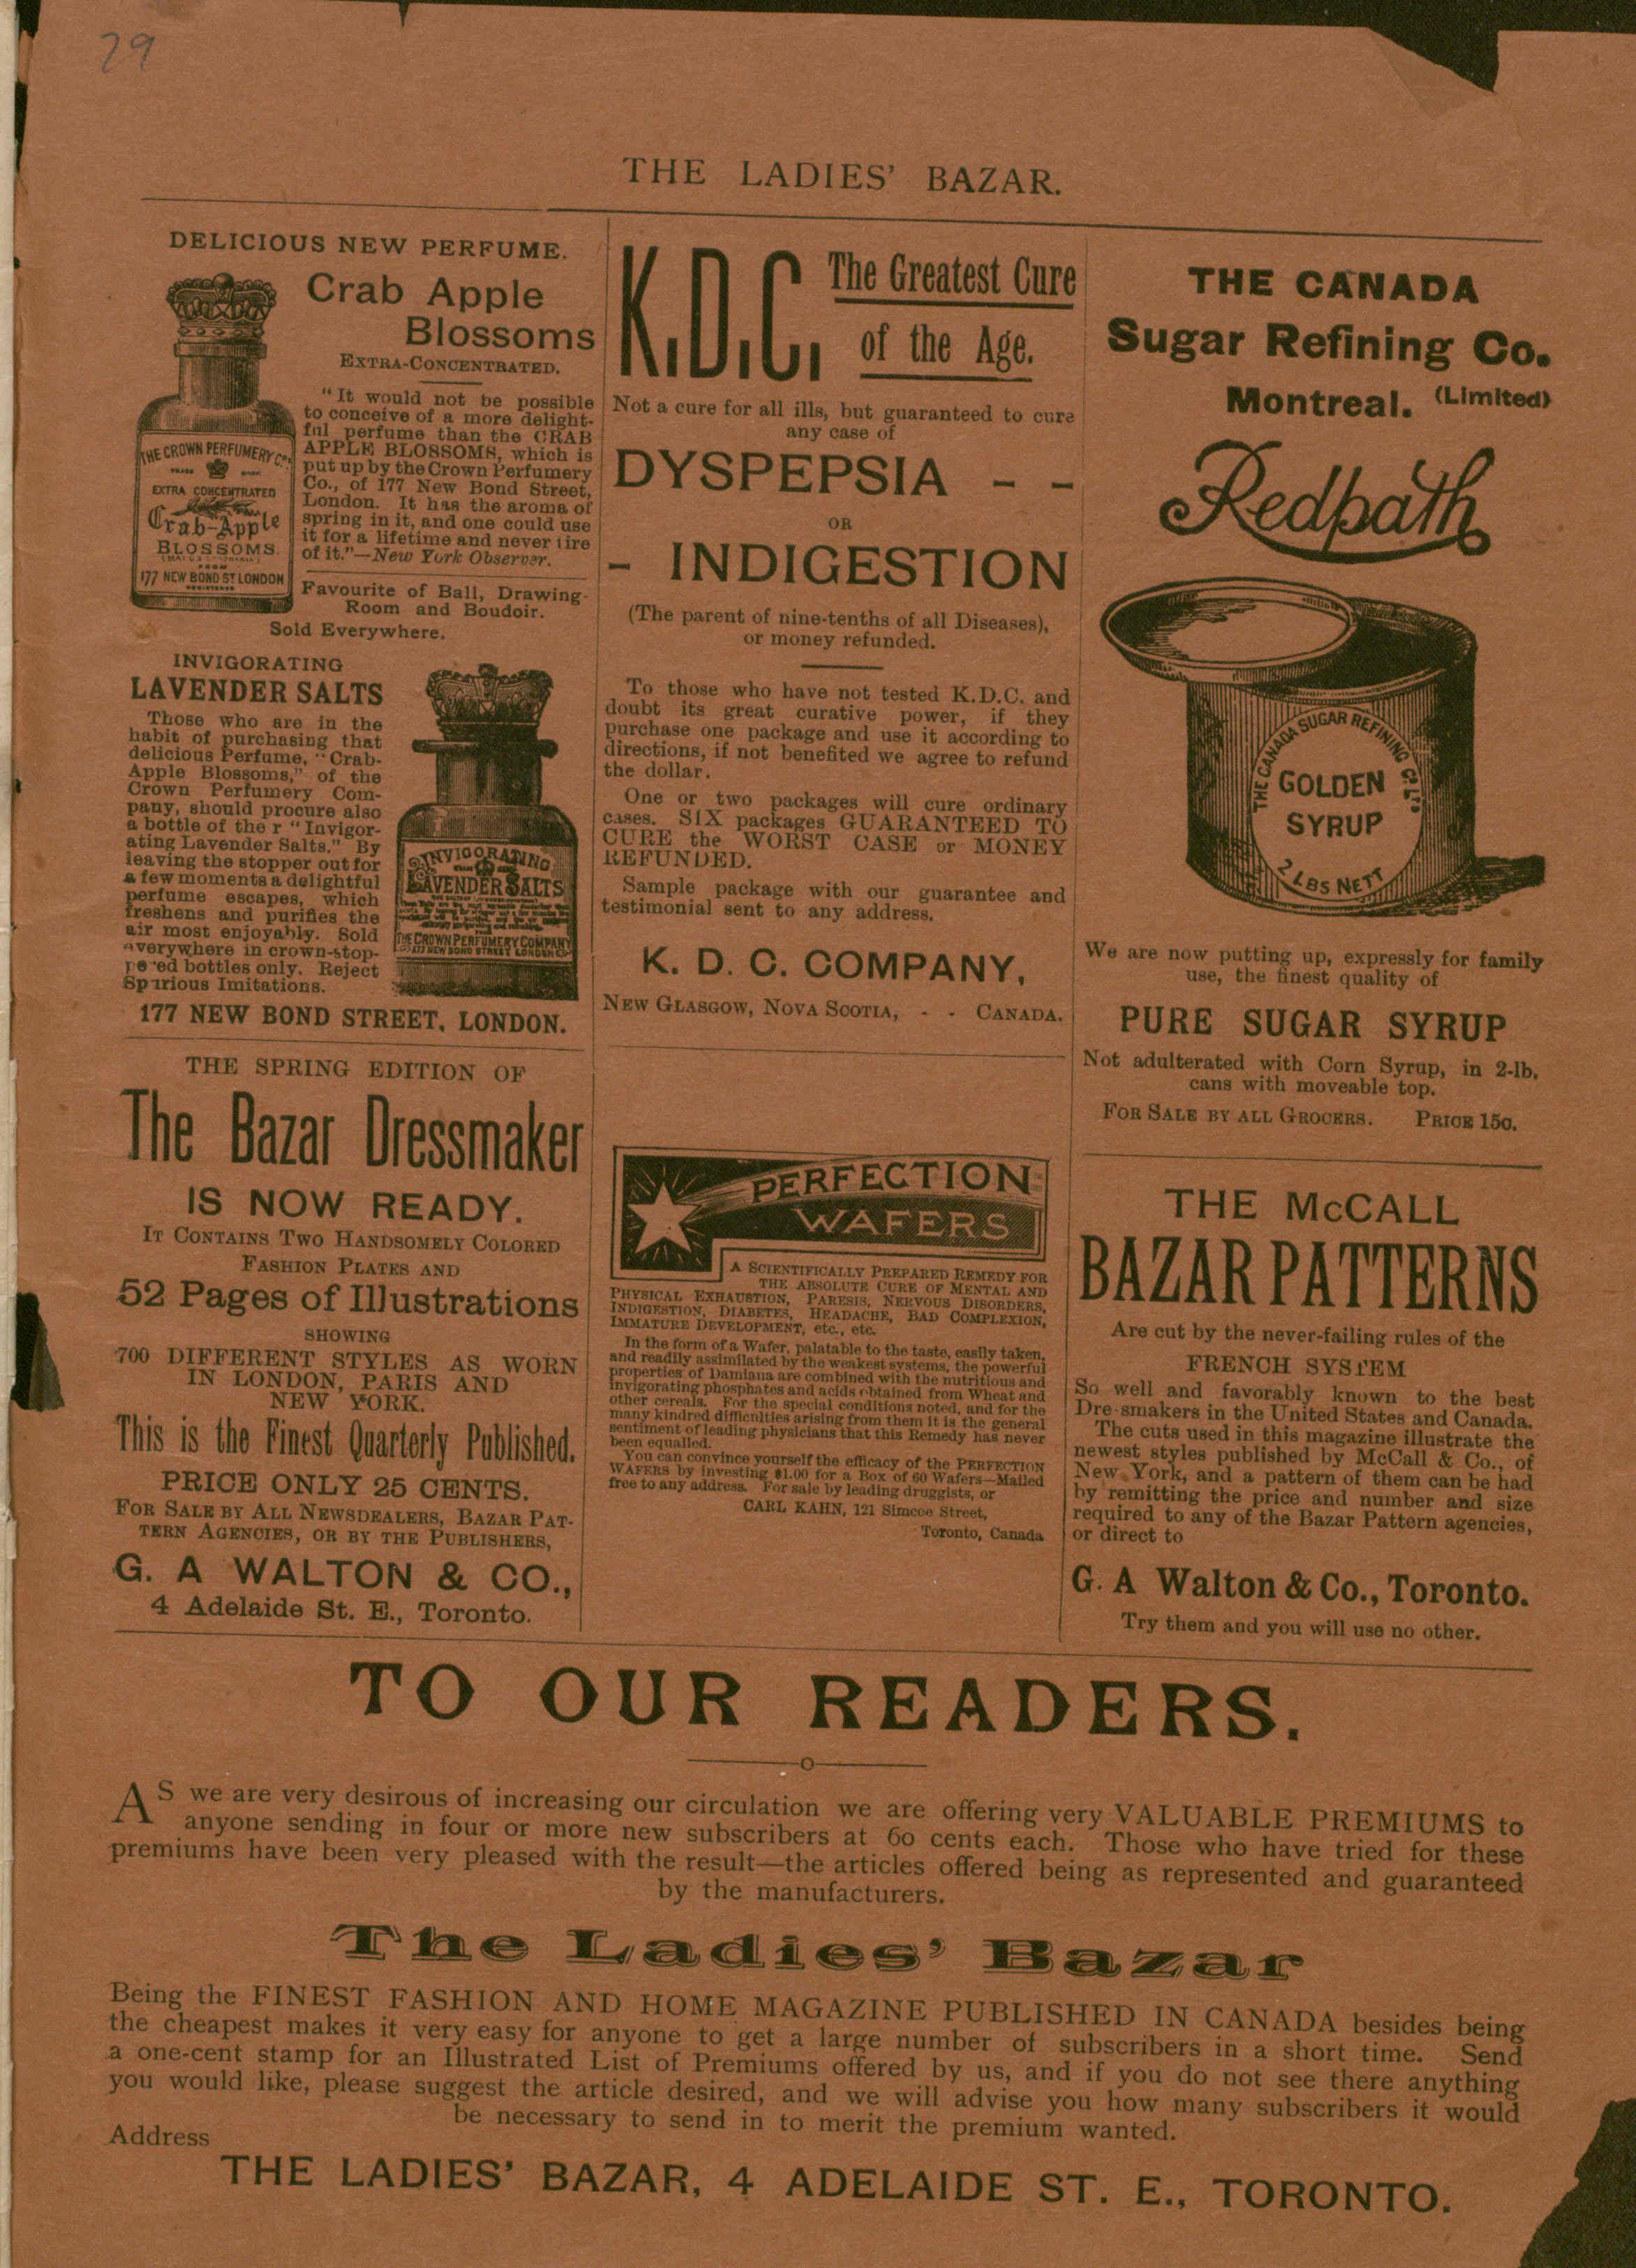 29
THE LADIES' BAZAR.
DELICIOUS NEW PERFUME.
Crab Apple
Blossoms
EXTRA-CONCENTRATED.
"It would not be possible
to conceive of a more delight-
ful perfume than the CRAB
APPLE BLOSSOMS, which is
put up by the Crown Perfumery
Co., of 177 New Bond Street,
London. It has the aroma of
spring in it, and one could use
it for a lifetime and never tire
of it."—New York Observer.
Favourite of Ball, Drawing-
Room and Boudoir.
Sold Everywhere.
THE CROWN PERFUMERY Co.
EXTRA CONCENTRATED
Crab-Apple
BLOSSOMS.
177 NEW BOND ST LONDON
INVIGORATING
LAVENDER SALTS
Those who are in the
habit of purchasing that
delicious Perfume, "Crab-
Apple Blossoms," of the
Crown Perfumery Com-
pany, should procure also
a bottle of the r "Invigor-
ating Lavender Salts." By
leaving the stopper out for
a few moments a delightful
perfume escapes, which
freshens and purifies the
air most enjoyably. Sold
everywhere in crown-stop-
pered bottles only. Reject
Spurious Imitations.
INVIGORATING
LAVENDER SALTS
THE CROWN PERFUMERY COMPANY
177 NEW BOND STREET LONDON
177 NEW BOND STREET, LONDON.
THE SPRING EDITION OF
The Bazar Dressmaker
IS NOW READY.
IT CONTAINS TWO HANDSOMELY COLORED
FASHION PLATES AND
52 Pages of Illustrations
SHOWING
700 DIFFERENT STYLES AS WORN
IN LONDON, PARIS AND
NEW YORK.
This is the Finest Quarterly Published.
PRICE ONLY 25 CENTS.
FOR SALE BY ALL NEWSDEALERS, BAZAR PAT-
TERN AGENCIES, OR BY THE PUBLISHERS,
G. A WALTON & CO.,
4 Adelaide St. E., Toronto.
K.D.C. The Greatest Cure
of the Age.
Not a cure for all ills, but guaranteed to cure
any case of
DYSPEPSIA - -
OR
- INDIGESTION
(The parent of nine-tenths of all Diseases),
or money refunded.
To those who have not tested K.D.C. and
doubt its great curative power, if they
purchase one package and use it according to
directions, if not benefited we agree to refund
the dollar.
One or two packages will cure ordinary
cases. SIX packages GUARANTEED TO
CURE the WORST CASE or MONEY
REFUNDED.
Sample package with our guarantee and
testimonial sent to any address.
K. D. C. COMPANY,
NEW GLASGOW, NOVA SCOTIA, - - CANADA.
PERFECTION
WAFERS
A SCIENTIFICALLY PREPARED REMEDY FOR
THE ABSOLUTE CURE OF MENTAL AND
PHYSICAL EXHAUSTION, PARESIS, NERVOUS DISORDERS,
INDIGESTION, DIABETES, HEADACHE, BAD COMPLEXION,
IMMATURE DEVELOPMENT, etc., etc.
In the form of a Wafer, palatable to the taste, easily taken,
and readily assimilated by the weakest systems, the powerful
properties of Damiana are combined with the nutritious and
invigorating phosphates and acids obtained from Wheat and
other cereals. For the special conditions noted, and for the
many kindred difficulties arising from them it is the general
sentiment of leading physicians that this Remedy has never
been equalled.
You can convince yourself the efficacy of the PERFECTION
WAFERS by investing $1.00 for a Box of 60 Wafers—Mailed
free to any address. For sale by leading druggists, or
CARL KAHN, 121 Simcoe Street,
Toronto, Canada
THE CANADA
Sugar Refining Co.
Montreal. (Limited)
Redpath
THE CANADA SUGAR REFINING Co. LTD
GOLDEN
SYRUP
2 LBS NETT
We are now putting up, expressly for family
use, the finest quality of
PURE SUGAR SYRUP
Not adulterated with Corn Syrup, in 2-lb.
cans with moveable top.
FOR SALE BY ALL GROCERS. PRICE 15c.
THE McCALL
BAZAR PATTERNS
Are cut by the never-failing rules of the
FRENCH SYSTEM
So well and favorably known to the best
Dressmakers in the United States and Canada.
The cuts used in this magazine illustrate the
newest styles published by McCall & Co., of
New York, and a pattern of them can be had
by remitting the price and number and size
required to any of the Bazar Pattern agencies,
or direct to
G. A Walton & Co., Toronto.
Try them and you will use no other.
TO OUR READERS.
AS we are very desirous of increasing our circulation we are offering very VALUABLE PREMIUMS to
anyone sending in four or more new subscribers at 60 cents each. Those who have tried for these
premiums have been very pleased with the result—the articles offered being as represented and guaranteed
by the manufacturers.
The Ladies' Bazar
Being the FINEST FASHION AND HOME MAGAZINE PUBLISHED IN CANADA besides being
the cheapest makes it very easy for anyone to get a large number of subscribers in a short time. Send
a one-cent stamp for an Illustrated List of Premiums offered by us, and if you do not see there anything
you would like, please suggest the article desired, and we will advise you how many subscribers it would
be necessary to send in to merit the premium wanted.
Address
THE LADIES' BAZAR, 4 ADELAIDE ST. E., TORONTO.